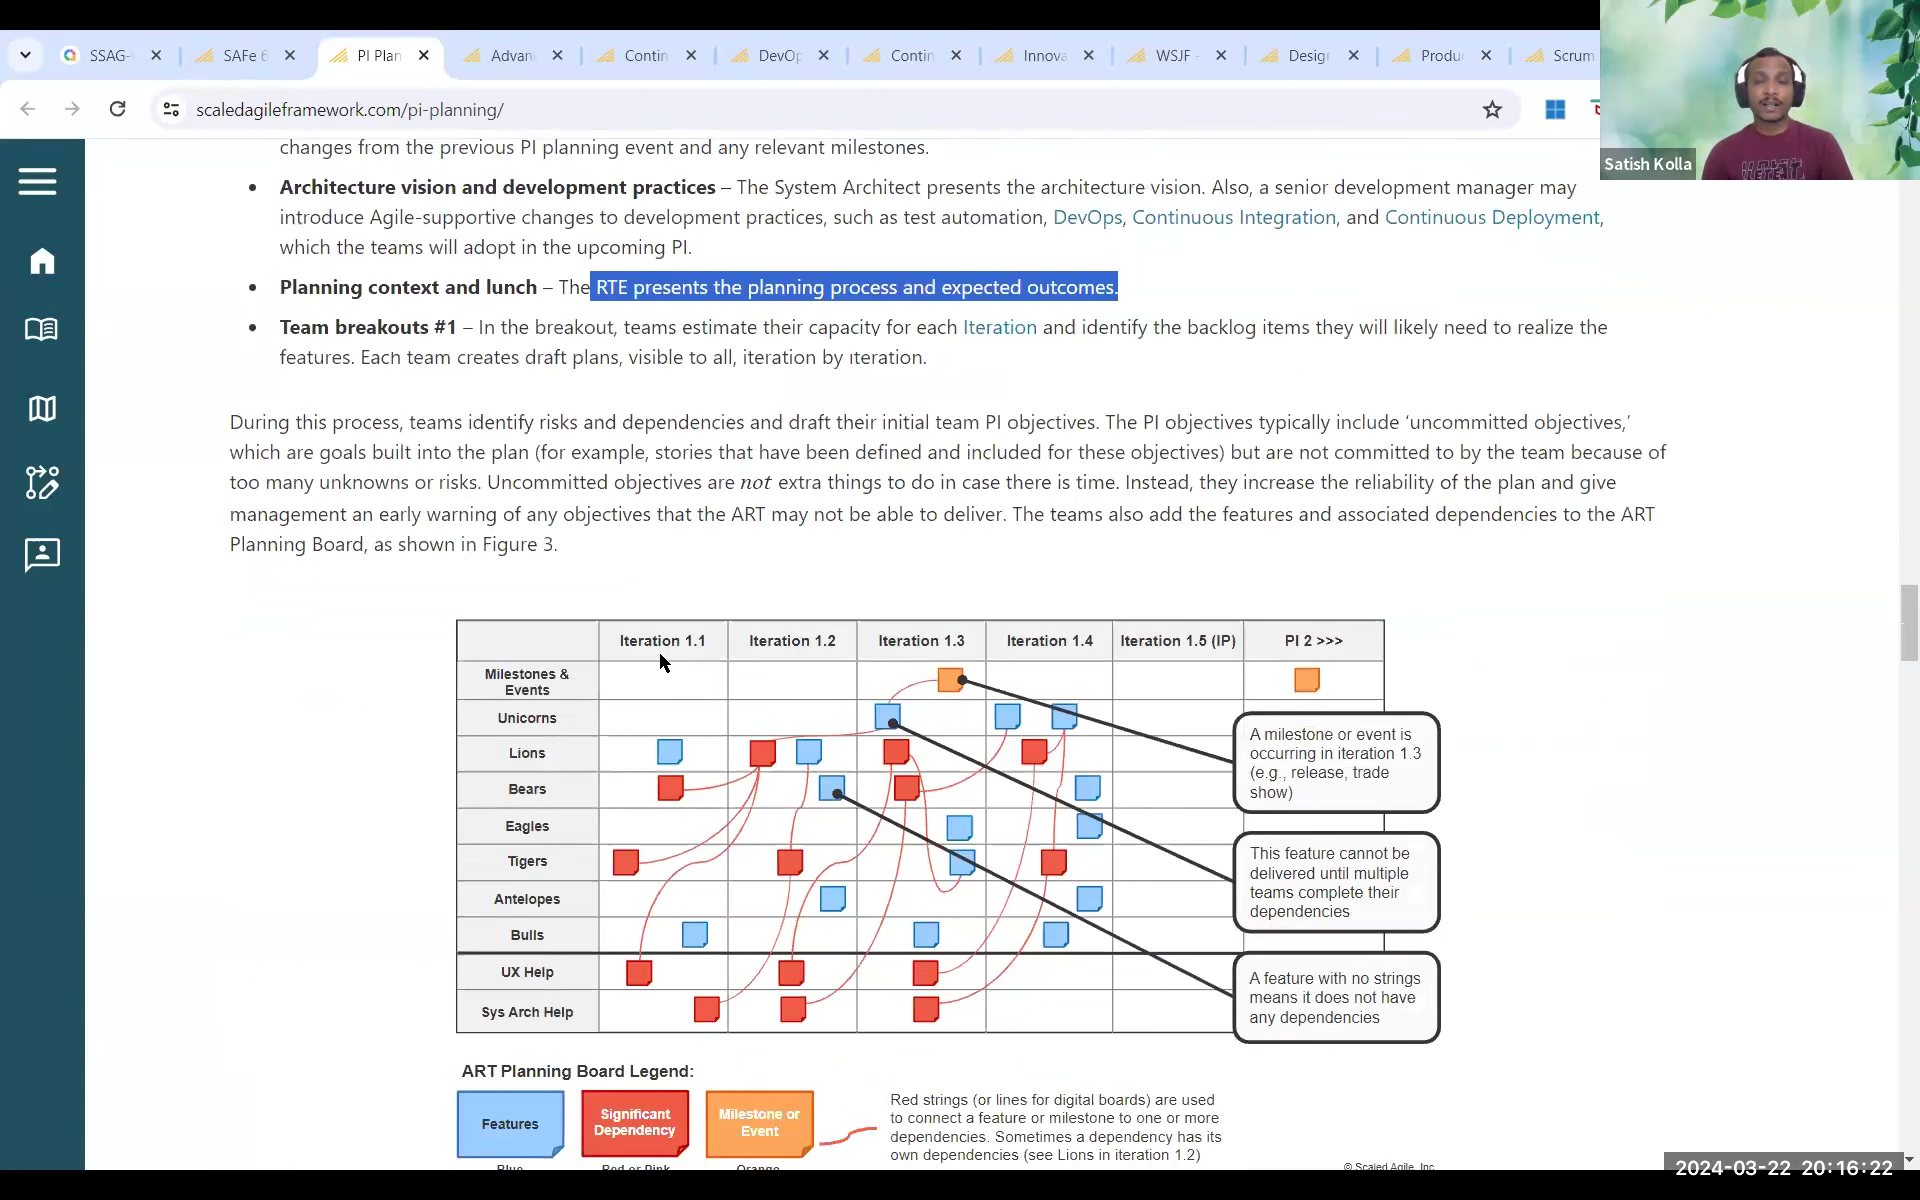 SSAG-
SAFe 6
PI Plan
Advan
Contin
DevOp
Contin
Innova
WSJF -
Design
Produc
Scrum
scaledagileframework.com/pi-planning/
Satish Kolla
changes from the previous PI planning event and any relevant milestones.
• Architecture vision and development practices – The System Architect presents the architecture vision. Also, a senior development manager may
introduce Agile-supportive changes to development practices, such as test automation, DevOps, Continuous Integration, and Continuous Deployment,
which the teams will adopt in the upcoming PI.
• Planning context and lunch – The RTE presents the planning process and expected outcomes.
• Team breakouts #1 – In the breakout, teams estimate their capacity for each Iteration and identify the backlog items they will likely need to realize the
features. Each team creates draft plans, visible to all, iteration by iteration.
During this process, teams identify risks and dependencies and draft their initial team PI objectives. The PI objectives typically include ‘uncommitted objectives,’
which are goals built into the plan (for example, stories that have been defined and included for these objectives) but are not committed to by the team because of
too many unknowns or risks. Uncommitted objectives are not extra things to do in case there is time. Instead, they increase the reliability of the plan and give
management an early warning of any objectives that the ART may not be able to deliver. The teams also add the features and associated dependencies to the ART
Planning Board, as shown in Figure 3.
Iteration 1.1
Iteration 1.2
Iteration 1.3
Iteration 1.4
Iteration 1.5 (IP)
PI 2 >>>
Milestones &
Events
Unicorns
Lions
Bears
Eagles
Tigers
Antelopes
Bulls
UX Help
Sys Arch Help
A milestone or event is
occurring in iteration 1.3
(e.g., release, trade
show)
This feature cannot be
delivered until multiple
teams complete their
dependencies
A feature with no strings
means it does not have
any dependencies
ART Planning Board Legend:
Features
Significant
Dependency
Milestone or
Event
Red strings (or lines for digital boards) are used
to connect a feature or milestone to one or more
dependencies. Sometimes a dependency has its
own dependencies (see Lions in iteration 1.2)
Blue
Red or Pink
Orange
© Scaled Agile, Inc.
2024-03-22 20:16:22